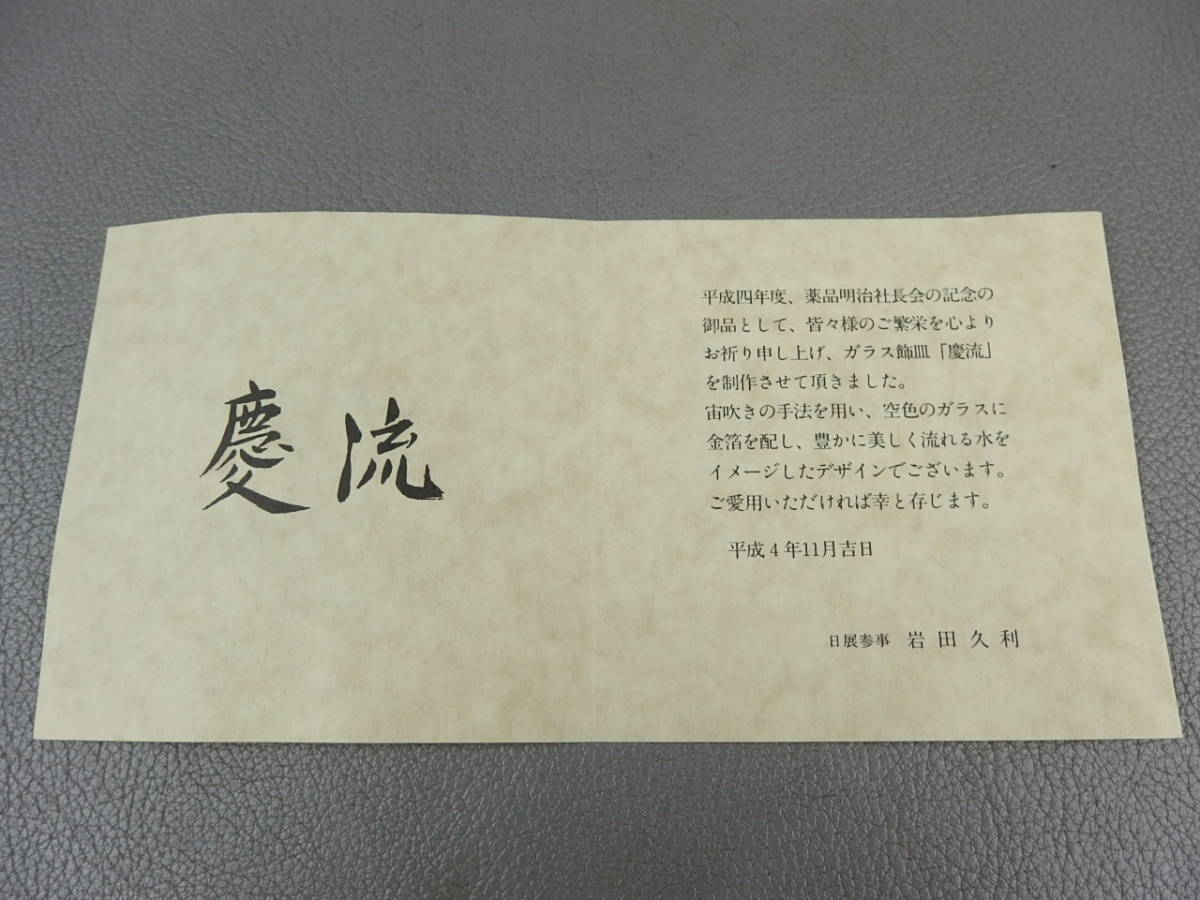 慶流
平成四年度、薬品明治社長会の記念の
御品として、皆々様のご繁栄を心より
お祈り申し上げ、ガラス飾皿「慶流」
を制作させて頂きました。
宙吹きの手法を用い、空色のガラスに
金箔を配し、豊かに美しく流れる水を
イメージしたデザインでございます。
ご愛用いただければ幸と存じます。
平成4年11月吉日
日展参事 岩田久利